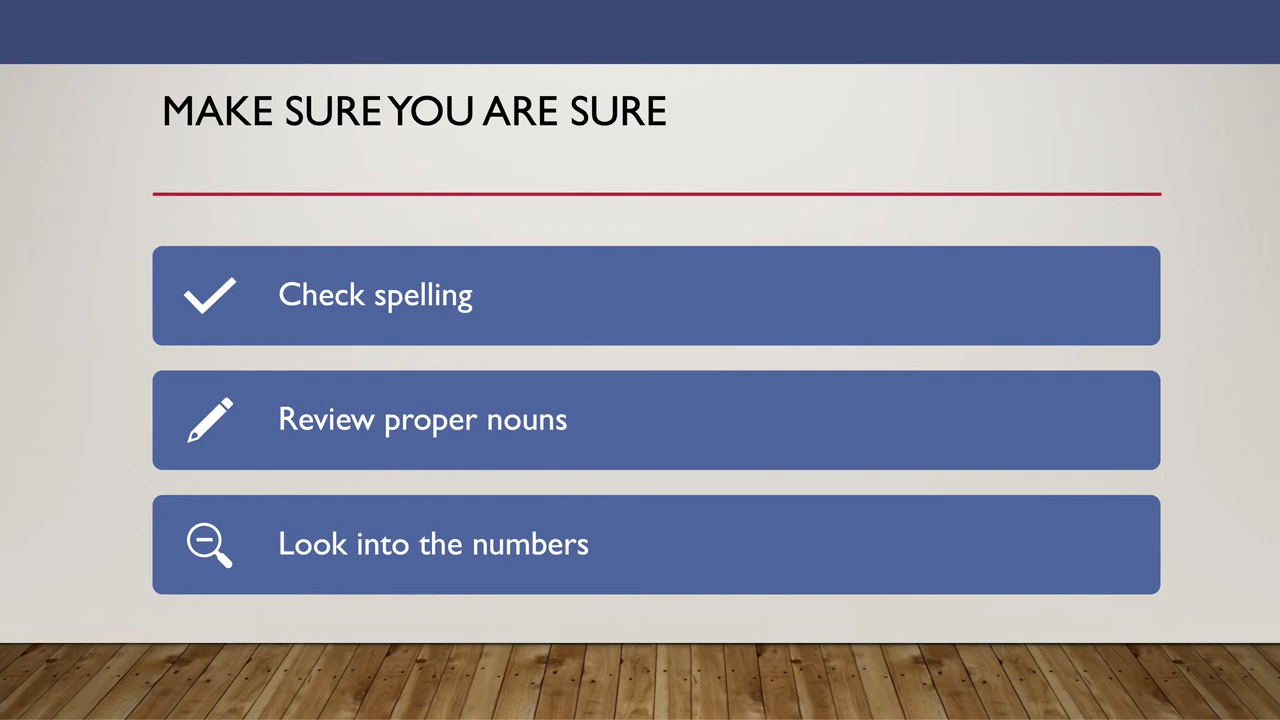 MAKE SURE YOU ARE SURE
Check spelling
Review proper nouns
Look into the numbers